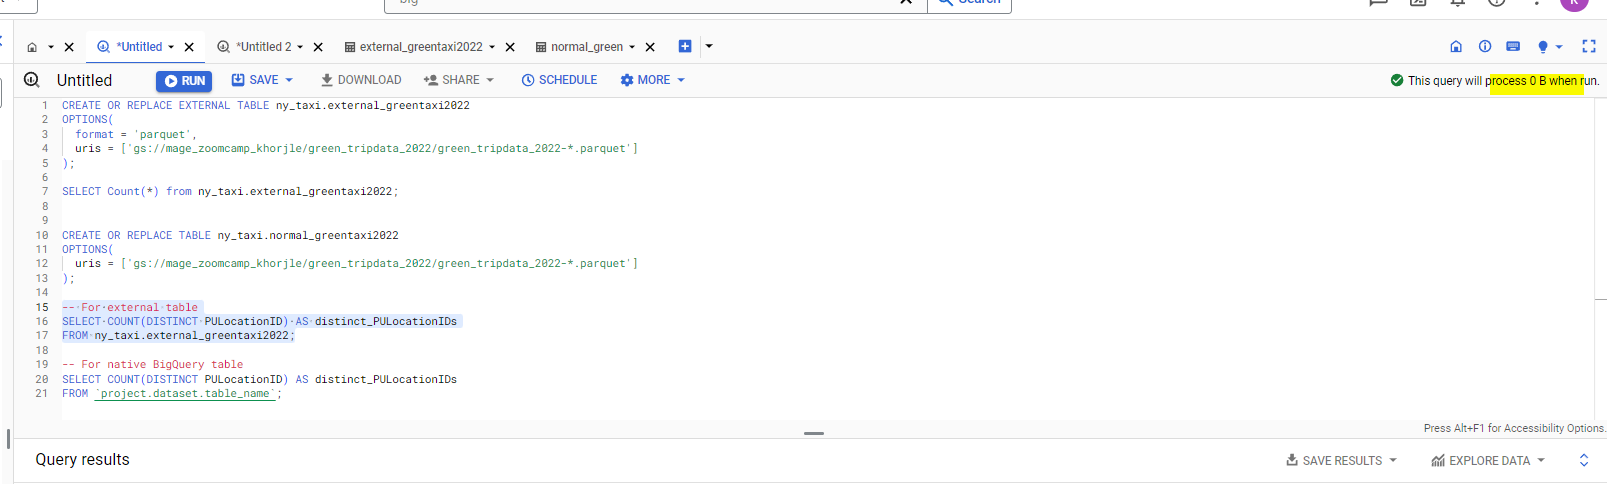 Search
*Untitled
*Untitled 2
external_greentaxi2022
normal_green
Untitled
RUN
SAVE
DOWNLOAD
SHARE
SCHEDULE
MORE
This query will process 0 B when run.
1 CREATE OR REPLACE EXTERNAL TABLE ny_taxi.external_greentaxi2022
2 OPTIONS(
3 format = 'parquet',
4 uris = ['gs://mage_zoomcamp_khorjle/green_tripdata_2022/green_tripdata_2022-*.parquet']
5 );
6
7 SELECT Count(*) from ny_taxi.external_greentaxi2022;
8
9
10 CREATE OR REPLACE TABLE ny_taxi.normal_greentaxi2022
11 OPTIONS(
12 uris = ['gs://mage_zoomcamp_khorjle/green_tripdata_2022/green_tripdata_2022-*.parquet']
13 );
14
15 -- For external table
16 SELECT COUNT(DISTINCT PULocationID) AS distinct_PULocationIDs
17 FROM ny_taxi.external_greentaxi2022;
18
19 -- For native BigQuery table
20 SELECT COUNT(DISTINCT PULocationID) AS distinct_PULocationIDs
21 FROM `project.dataset.table_name`;
Press Alt+F1 for Accessibility Options.
Query results
SAVE RESULTS
EXPLORE DATA